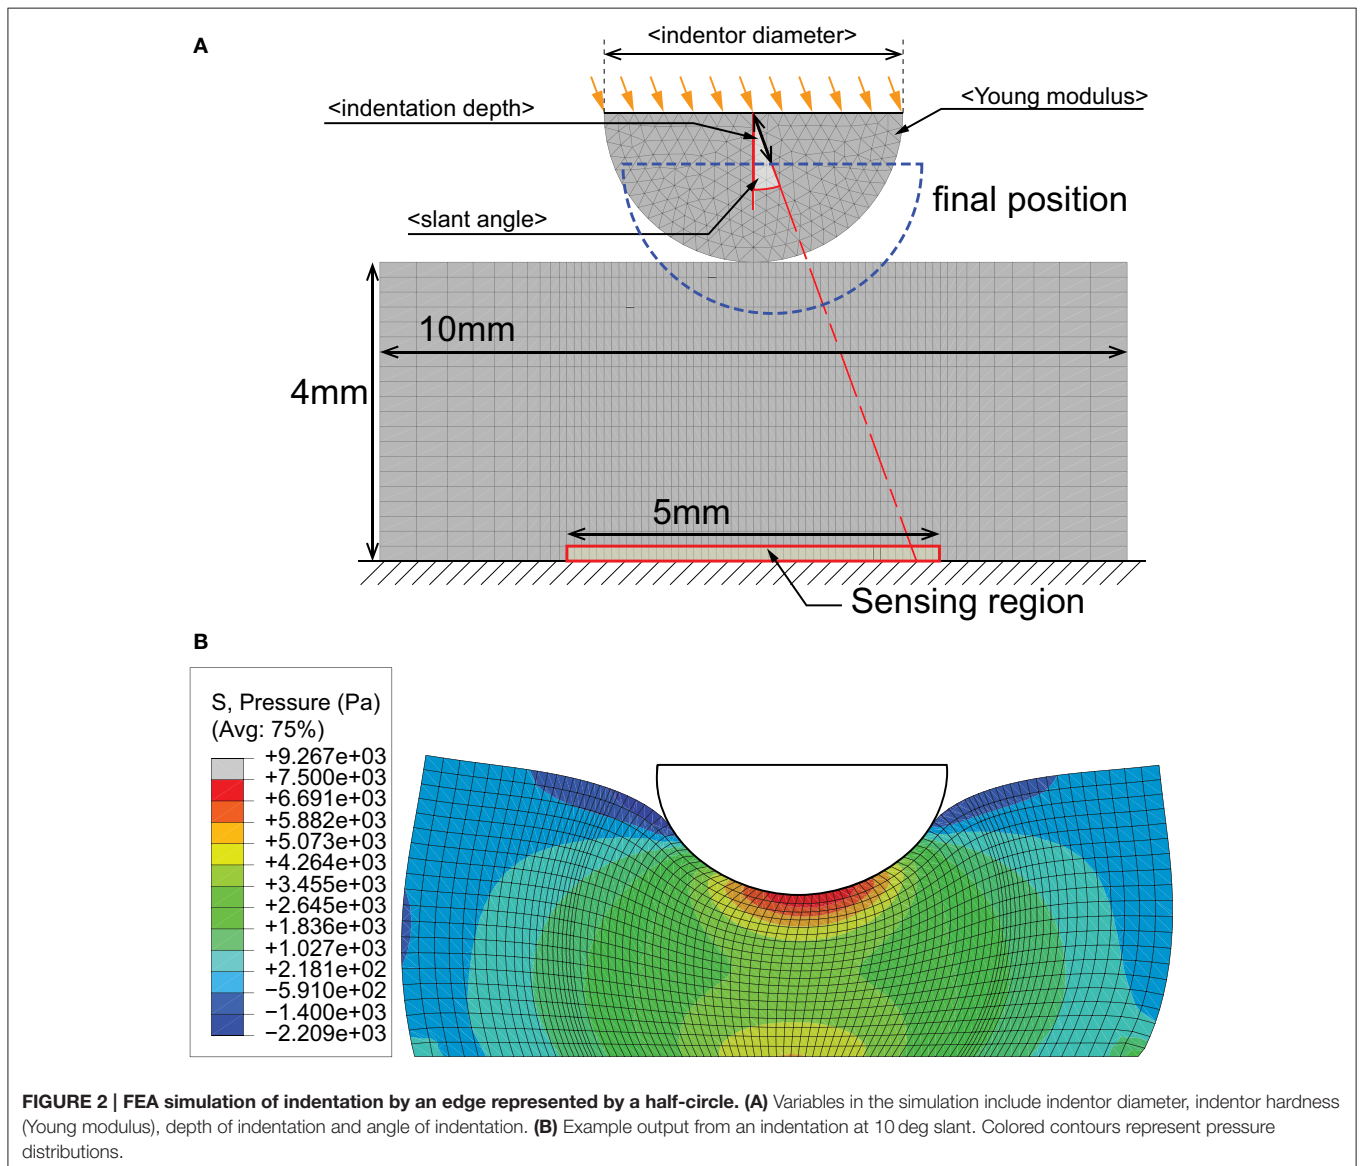 A
<indentor diameter>
<indentation depth>
<Young modulus>
<slant angle>
final position
10mm
4mm
5mm
Sensing region
B
S, Pressure (Pa)
(Avg: 75%)
+9.267e+03
+7.500e+03
+6.691e+03
+5.882e+03
+5.073e+03
+4.264e+03
+3.455e+03
+2.645e+03
+1.836e+03
+1.027e+03
+2.181e+02
−5.910e+02
−1.400e+03
−2.209e+03
FIGURE 2 | FEA simulation of indentation by an edge represented by a half-circle. (A) Variables in the simulation include indentor diameter, indentor hardness
(Young modulus), depth of indentation and angle of indentation. (B) Example output from an indentation at 10 deg slant. Colored contours represent pressure
distributions.